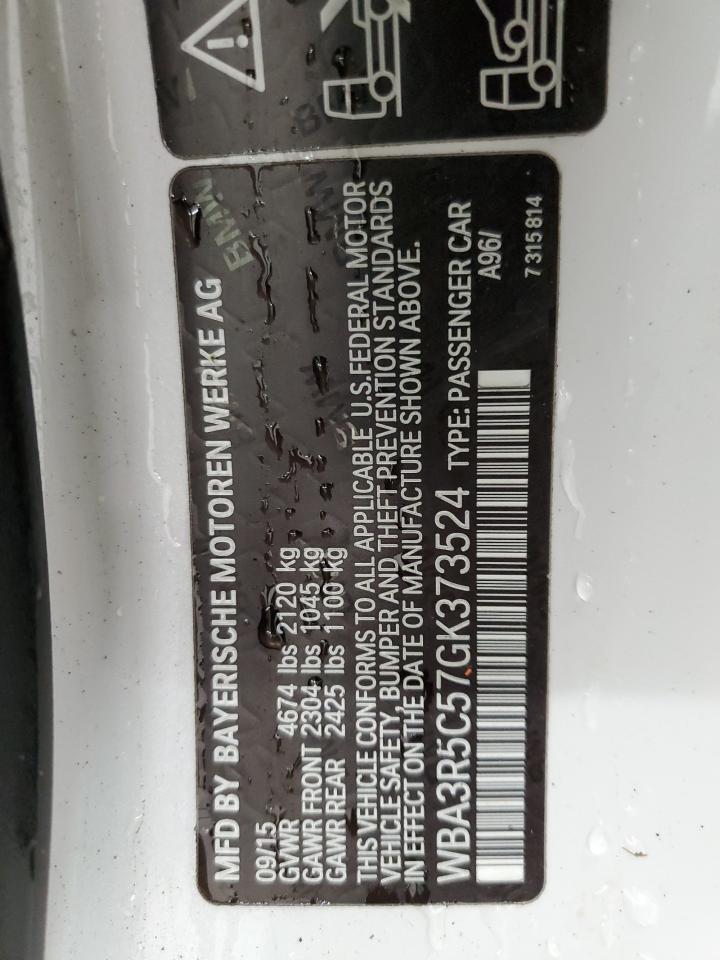 MFD BY BAYERISCHE MOTOREN WERKE AG
09/15
GVWR 4674 lbs 2120 kg
GAWR FRONT 2304 lbs 1045 kg
GAWR REAR 2425 lbs 1100 kg
THIS VEHICLE CONFORMS TO ALL APPLICABLE U.S.FEDERAL MOTOR
VEHICLE SAFETY, BUMPER AND THEFT PREVENTION STANDARDS
IN EFFECT ON THE DATE OF MANUFACTURE SHOWN ABOVE.
WBA3R5C57GK373524 TYPE: PASSENGER CAR
A96/
7 315 814
BMW